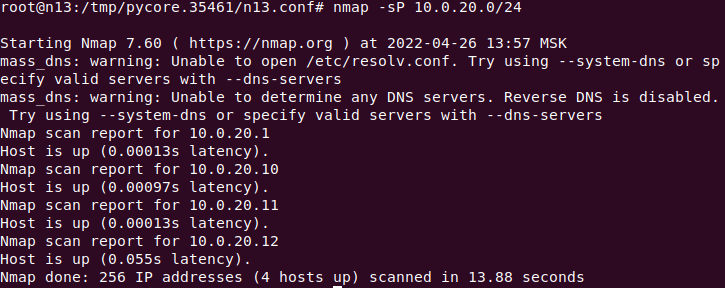 root@n13:/tmp/pycore.35461/n13.conf# nmap -sP 10.0.20.0/24
Starting Nmap 7.60 ( https://nmap.org ) at 2022-04-26 13:57 MSK
mass_dns: warning: Unable to open /etc/resolv.conf. Try using --system-dns or sp
ecify valid servers with --dns-servers
mass_dns: warning: Unable to determine any DNS servers. Reverse DNS is disabled.
 Try using --system-dns or specify valid servers with --dns-servers
Nmap scan report for 10.0.20.1
Host is up (0.00013s latency).
Nmap scan report for 10.0.20.10
Host is up (0.00097s latency).
Nmap scan report for 10.0.20.11
Host is up (0.00013s latency).
Nmap scan report for 10.0.20.12
Host is up (0.055s latency).
Nmap done: 256 IP addresses (4 hosts up) scanned in 13.88 seconds